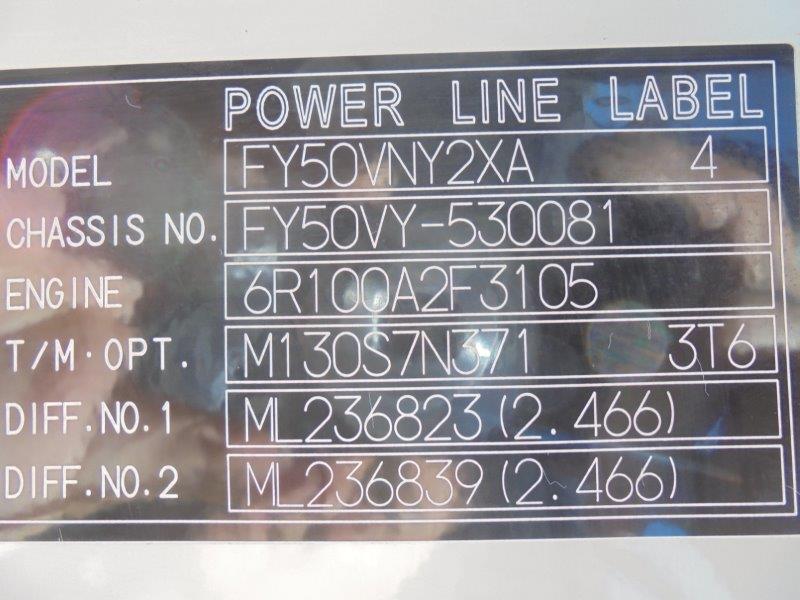 POWER LINE LABEL
MODEL FY50VNY2XA 4
CHASSIS NO. FY50VY-530081
ENGINE 6R100A2F3105
T/M·OPT. M130S7N371 3T6
DIFF.NO.1 ML236823(2.466)
DIFF.NO.2 ML236839(2.466)